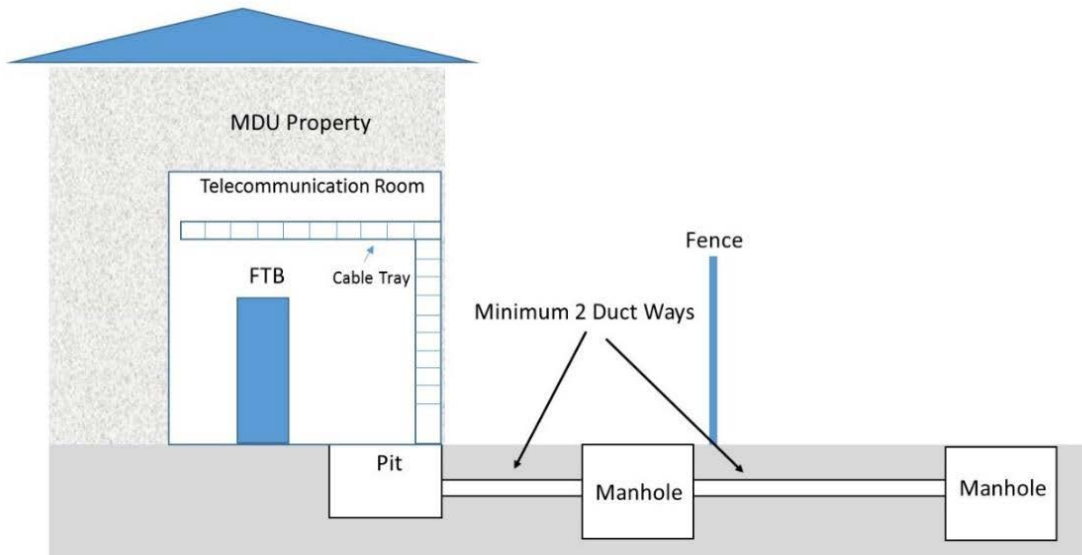 MDU Property
Telecommunication Room
Cable Tray
FTB
Fence
Minimum 2 Duct Ways
Pit
Manhole
Manhole